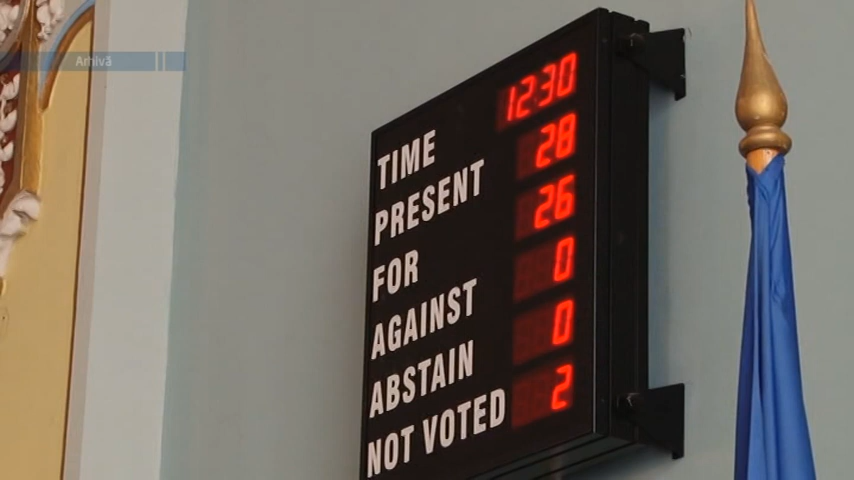 Arhivă
TIME 12:30
PRESENT 28
FOR 26
AGAINST 0
ABSTAIN 0
NOT VOTED 2